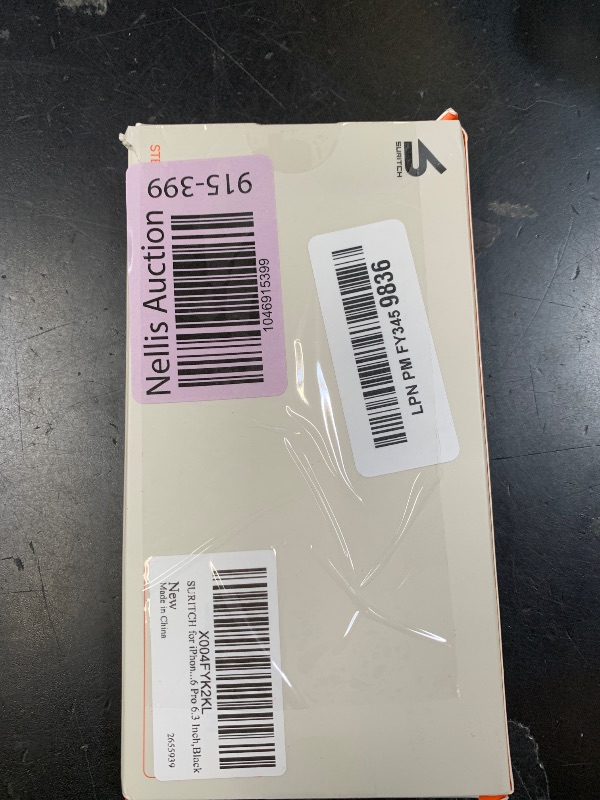 SURITCH
STE
915-399
Nellis Auction
1046915399
LPN PM FY345 9836
X004FYK2KL
SURITCH for iPhon...6 Pro 6.3 Inch,Black
New
Made in China
2655939